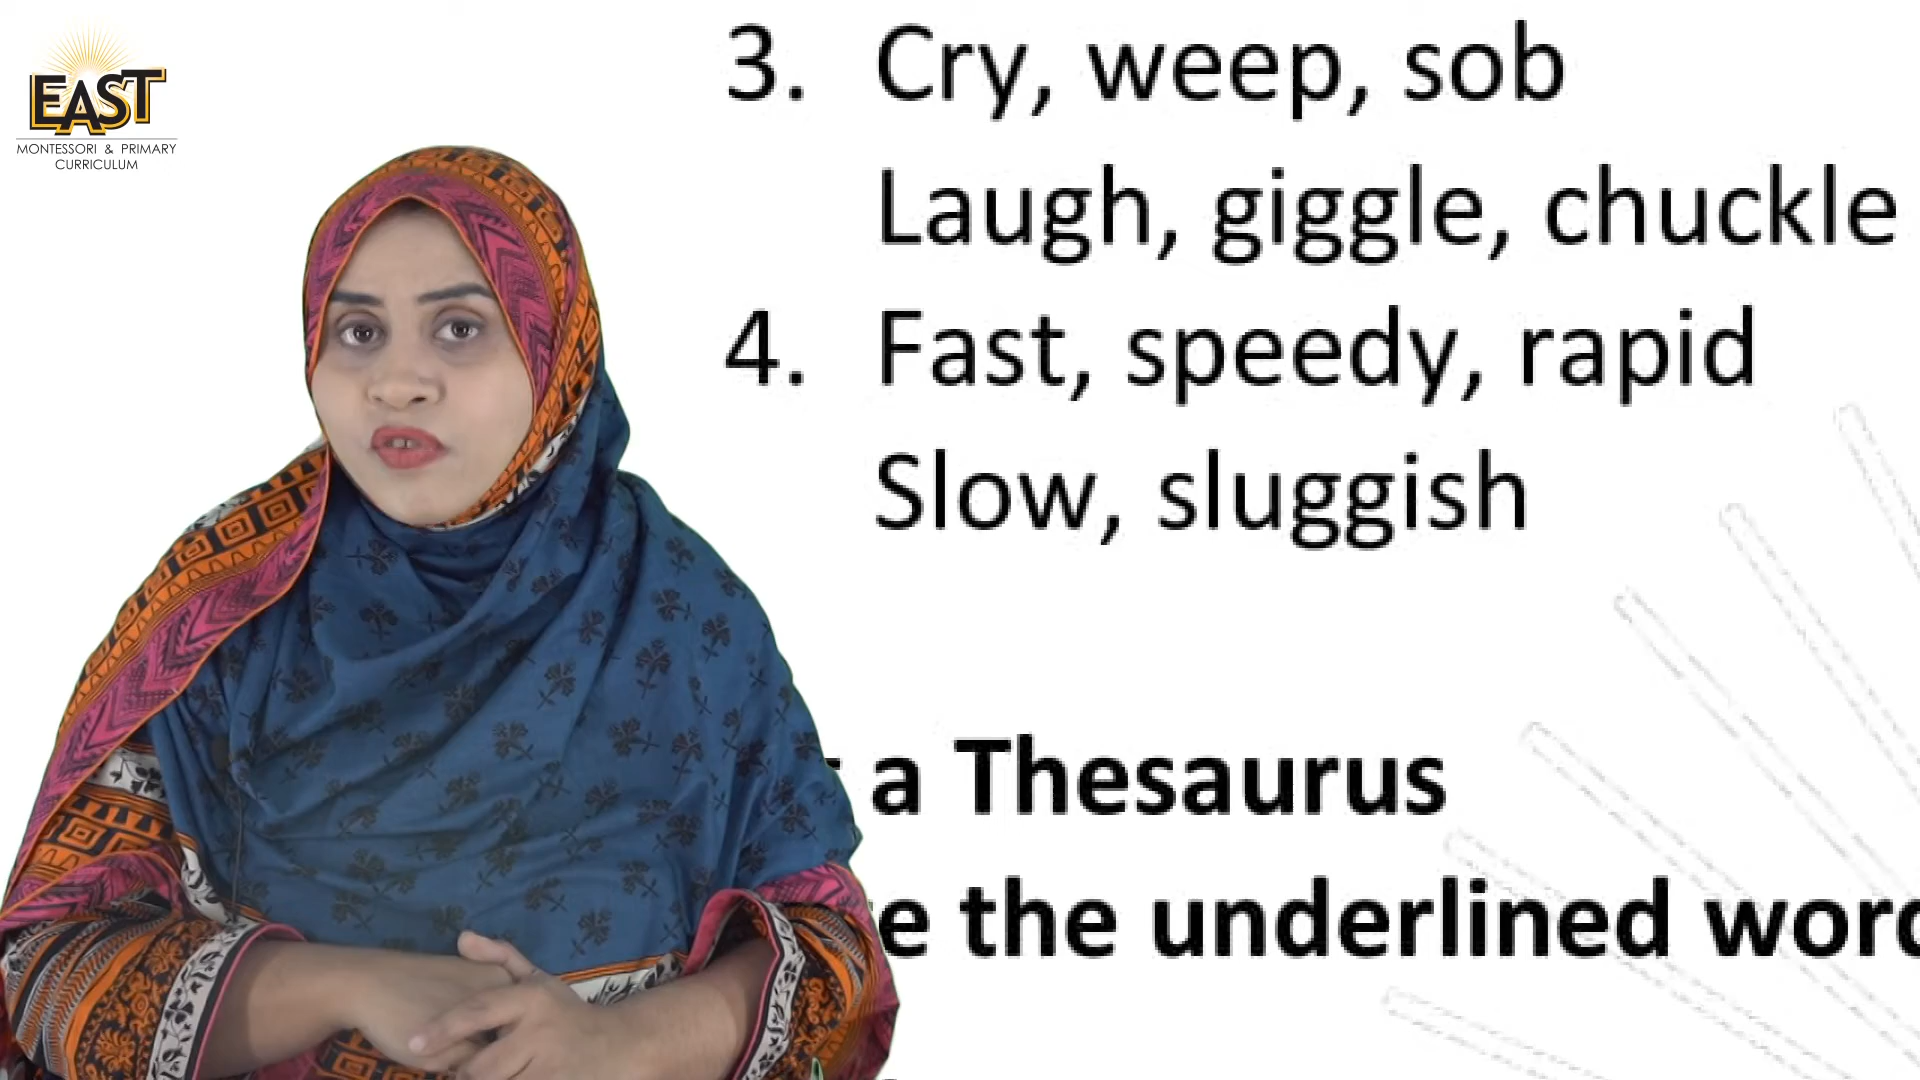 EAST
MONTESSORI & PRIMARY
CURRICULUM
3. Cry, weep, sob
Laugh, giggle, chuckle
4. Fast, speedy, rapid
Slow, sluggish
a Thesaurus
the underlined